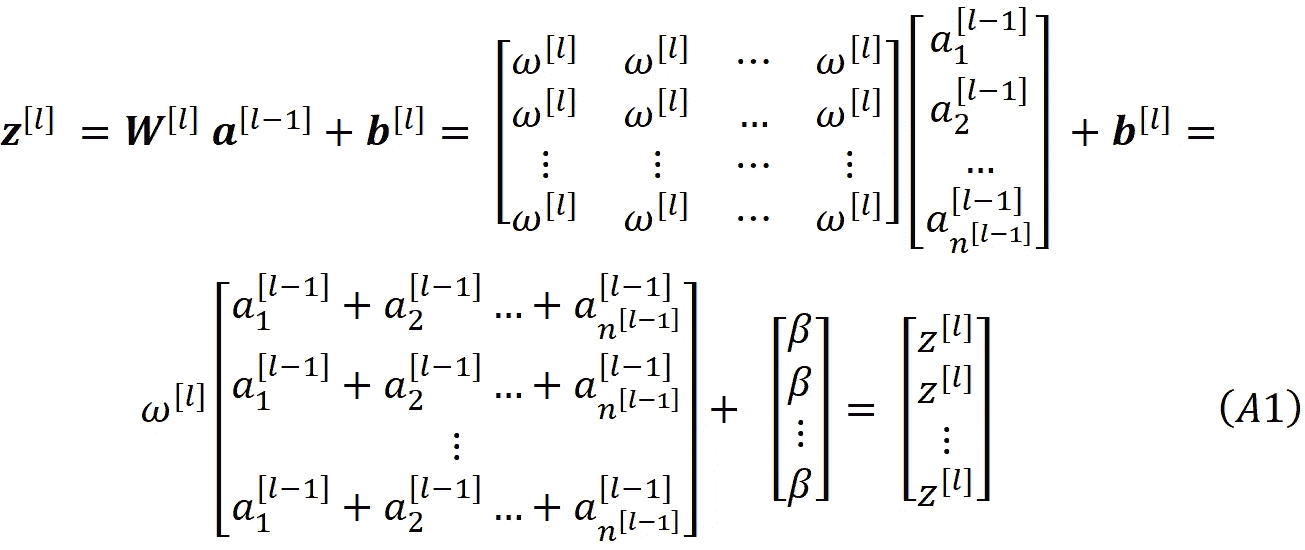 z^[l] = W^[l] a^[l−1] + b^[l] = [ω^[l] ω^[l] ⋯ ω^[l]; ω^[l] ω^[l] … ω^[l]; ⋮ ⋮ ⋯ ⋮; ω^[l] ω^[l] ⋯ ω^[l]] [a_1^[l−1]; a_2^[l−1]; …; a_{n^[l−1]}^[l−1]] + b^[l] =
ω^[l] [a_1^[l−1] + a_2^[l−1] … + a_{n^[l−1]}^[l−1]; a_1^[l−1] + a_2^[l−1] … + a_{n^[l−1]}^[l−1]; ⋮; a_1^[l−1] + a_2^[l−1] … + a_{n^[l−1]}^[l−1]] + [β; β; ⋮; β] = [z^[l]; z^[l]; ⋮; z^[l]] (A1)